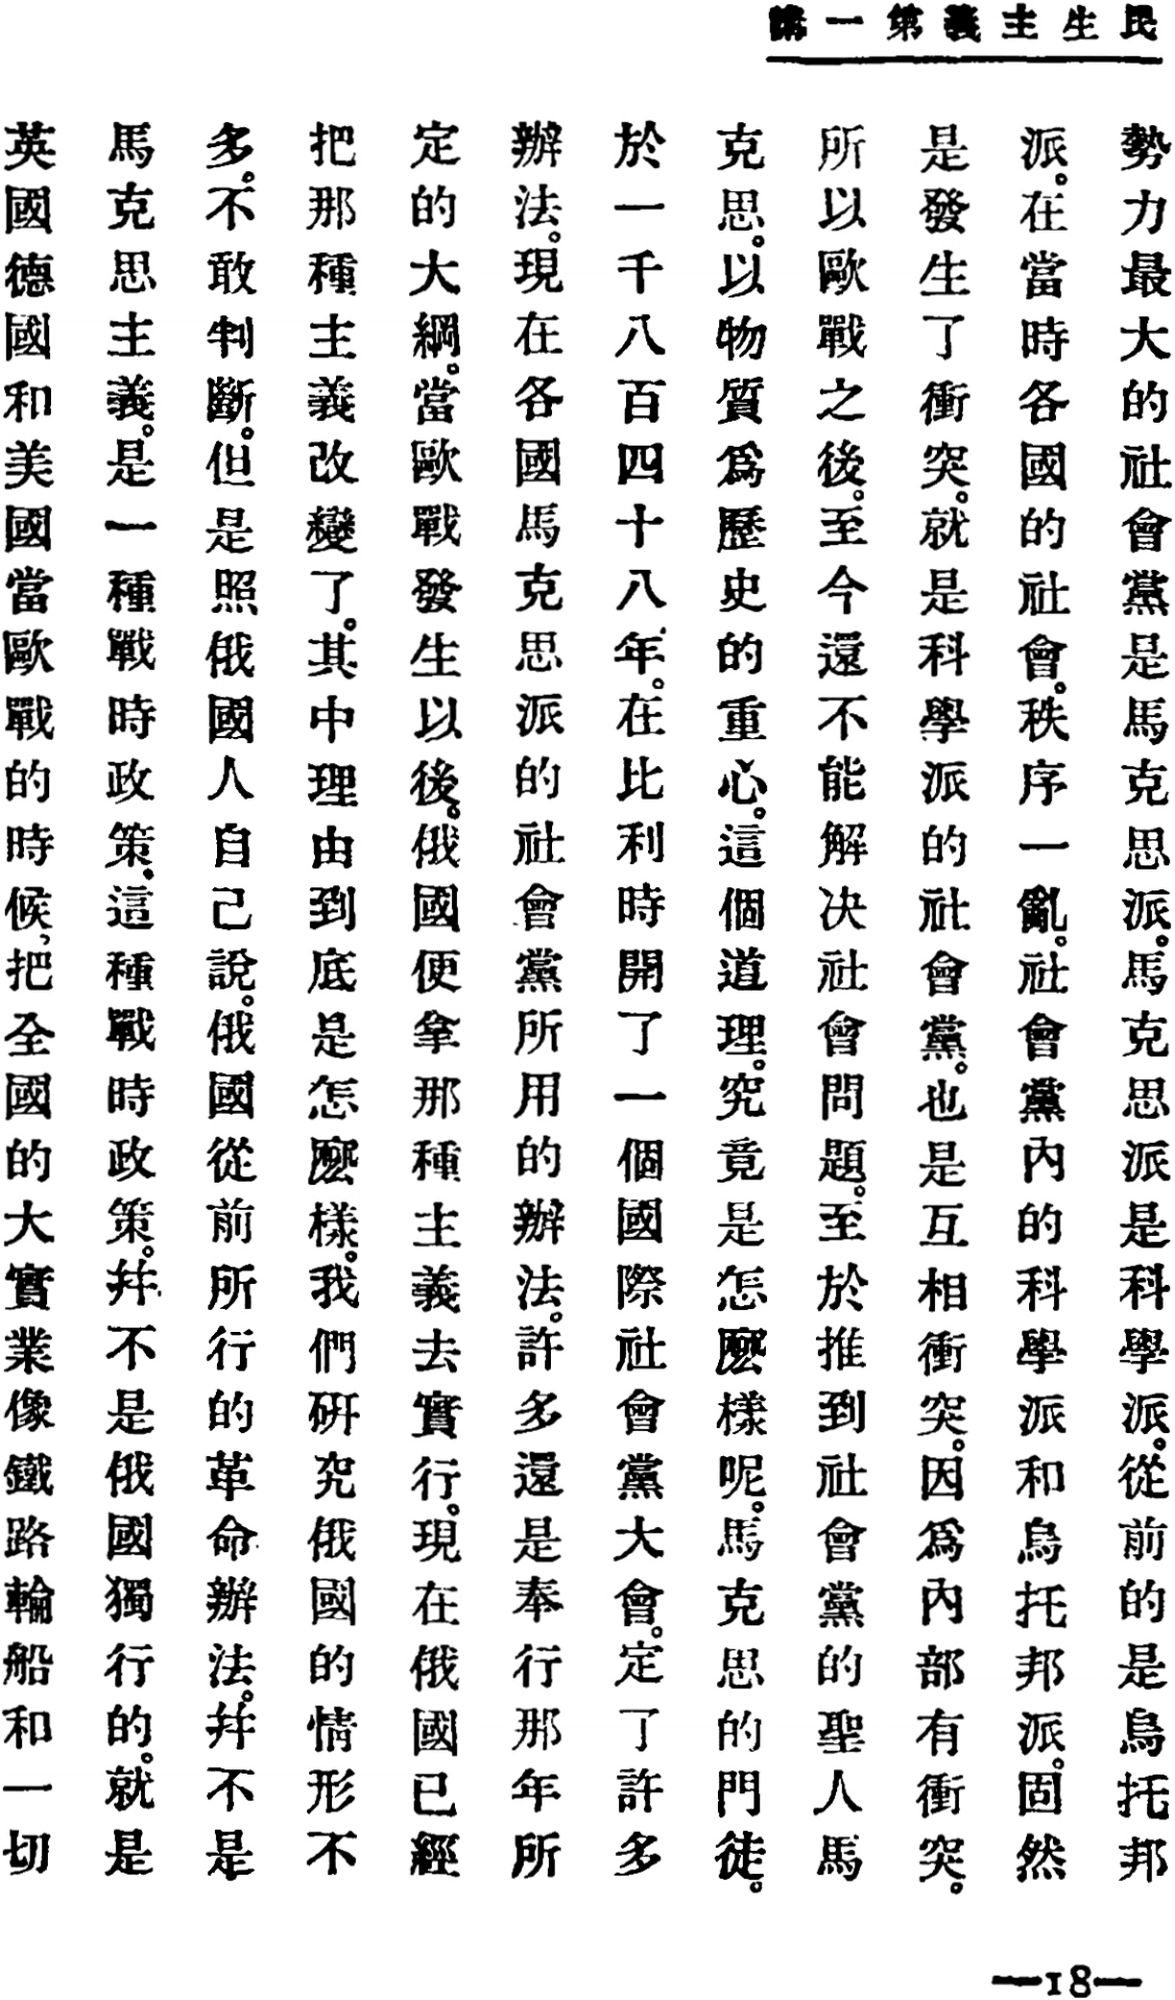 民生主義第一講
勢力最大的社會黨是馬克思派。馬克思派是科學派。從前的是烏托邦
派。在當時各國的社會。秩序一亂。社會黨內的科學派和烏托邦派。固然
是發生了衝突。就是科學派的社會黨。也是互相衝突。因爲內部有衝突。
所以歐戰之後。至今還不能解决社會問題。至於推到社會黨的聖人馬
克思。以物質爲歷史的重心。這個道理。究竟是怎麽樣呢。馬克思的門徒。
於一千八百四十八年。在比利時開了一個國際社會黨大會。定了許多
辦法。現在各國馬克思派的社會黨所用的辦法。許多還是奉行那年所
定的大綱。當歐戰發生以後。俄國便拿那種主義去實行。現在俄國已經
把那種主義改變了。其中理由到底是怎麽樣。我們研究俄國的情形不
多。不敢判斷。但是照俄國人自己說。俄國從前所行的革命辦法。幷不是
馬克思主義。是一種戰時政策。這種戰時政策。幷不是俄國獨行的。就是
英國德國和美國當歐戰的時候，把全國的大實業像鐵路輪船和一切
—18—